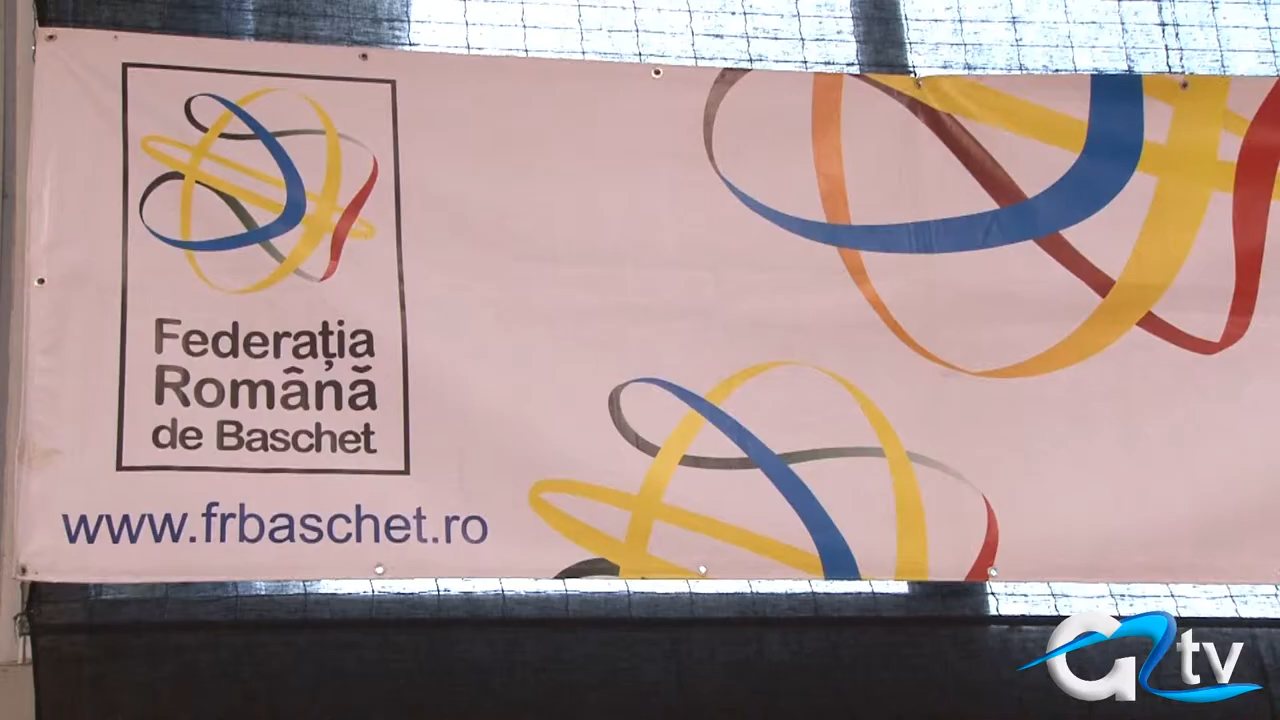 Federația
Română
de Baschet
www.frbaschet.ro
tv